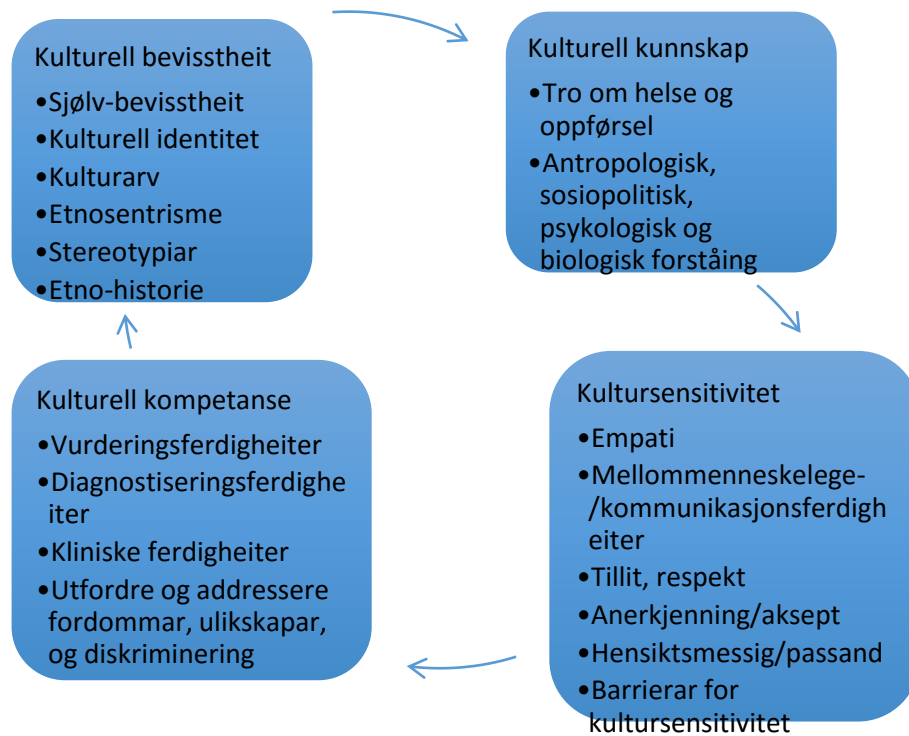 Kulturell bevisstheit
•Sjølv-bevisstheit
•Kulturell identitet
•Kulturarv
•Etnosentrisme
•Stereotypiar
•Etno-historie
Kulturell kunnskap
•Tro om helse og
oppførsel
•Antropologisk,
sosiopolitisk,
psykologisk og
biologisk forståing
Kultursensitivitet
•Empati
•Mellommenneskelege-
/kommunikasjonsferdigh
eiter
•Tillit, respekt
•Anerkjenning/aksept
•Hensiktsmessig/passand
•Barrierar for
kultursensitivitet
Kulturell kompetanse
•Vurderingsferdigheiter
•Diagnostiseringsferdighe
iter
•Kliniske ferdigheiter
•Utfordre og addressere
fordommar, ulikskapar,
og diskriminering